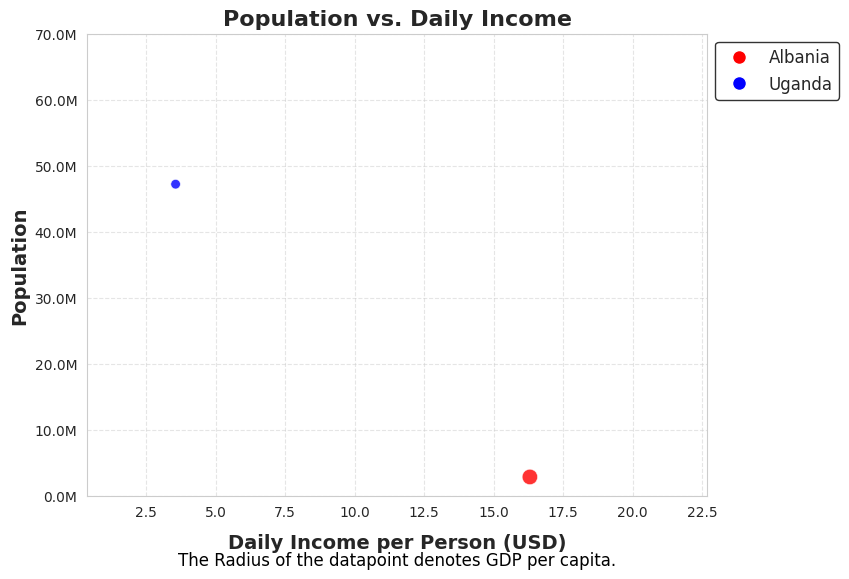 Population vs. Daily Income
70.0M
60.0M
50.0M
40.0M
30.0M
20.0M
10.0M
0.0M
Population
2.5 5.0 7.5 10.0 12.5 15.0 17.5 20.0 22.5
Daily Income per Person (USD)
The Radius of the datapoint denotes GDP per capita.
Albania
Uganda